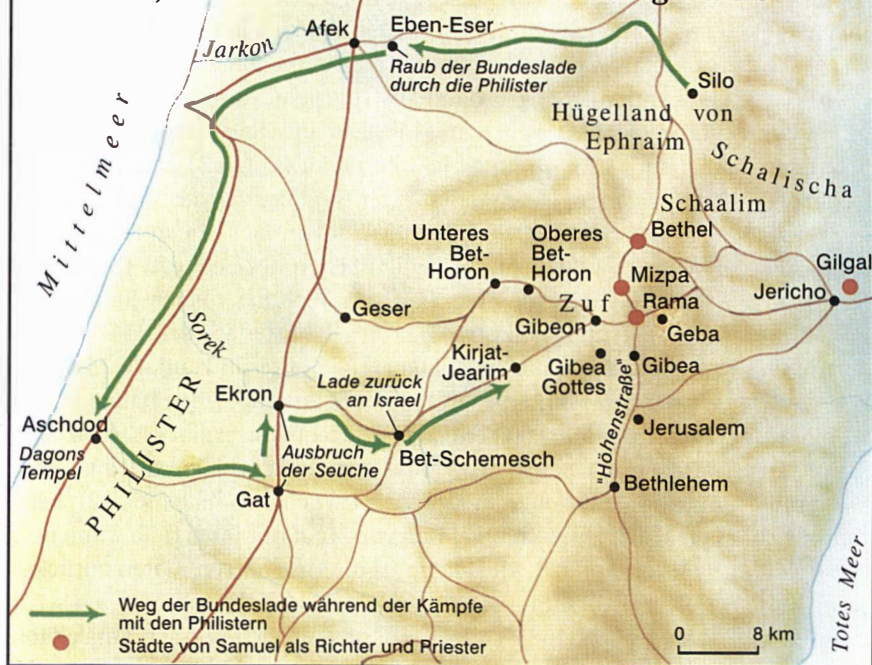 Afek
Eben-Eser
Jarkon
Raub der Bundeslade
durch die Philister
Silo
Hügelland von
Ephraim
Schalischa
Mittelmeer
Schaalim
Bethel
Unteres
Bet-
Horon
Oberes
Bet-
Horon
Mizpa
Gilgal
Jericho
Zuf
Rama
Geser
Gibeon
Geba
Sorek
Kirjat-
Jearim
Gibea
Gottes
Gibea
Lade zurück
an Israel
Ekron
"Höhenstraße"
Aschdod
Dagons
Tempel
PHILISTER
Ausbruch
der Seuche
Bet-Schemesch
Jerusalem
Gat
Bethlehem
Totes Meer
Weg der Bundeslade während der Kämpfe
mit den Philistern
Städte von Samuel als Richter und Priester
0 8 km